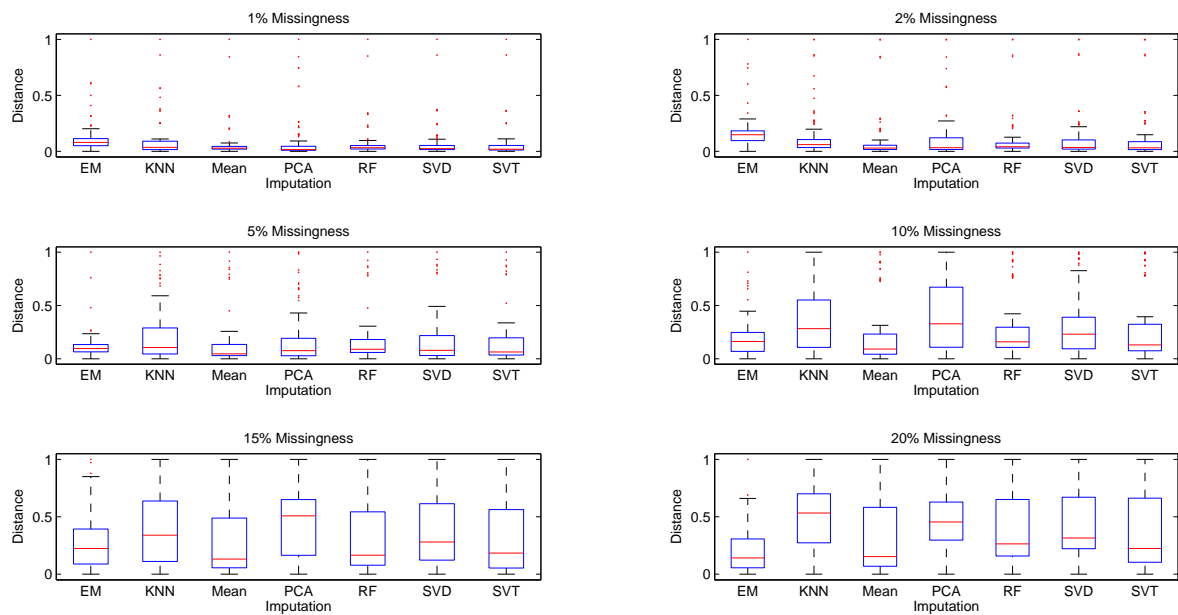 1% Missingness
Distance
1
0.5
0
EM KNN Mean PCA RF SVD SVT
Imputation
2% Missingness
Distance
1
0.5
0
EM KNN Mean PCA RF SVD SVT
Imputation
5% Missingness
Distance
1
0.5
0
EM KNN Mean PCA RF SVD SVT
Imputation
10% Missingness
Distance
1
0.5
0
EM KNN Mean PCA RF SVD SVT
Imputation
15% Missingness
Distance
1
0.5
0
EM KNN Mean PCA RF SVD SVT
Imputation
20% Missingness
Distance
1
0.5
0
EM KNN Mean PCA RF SVD SVT
Imputation